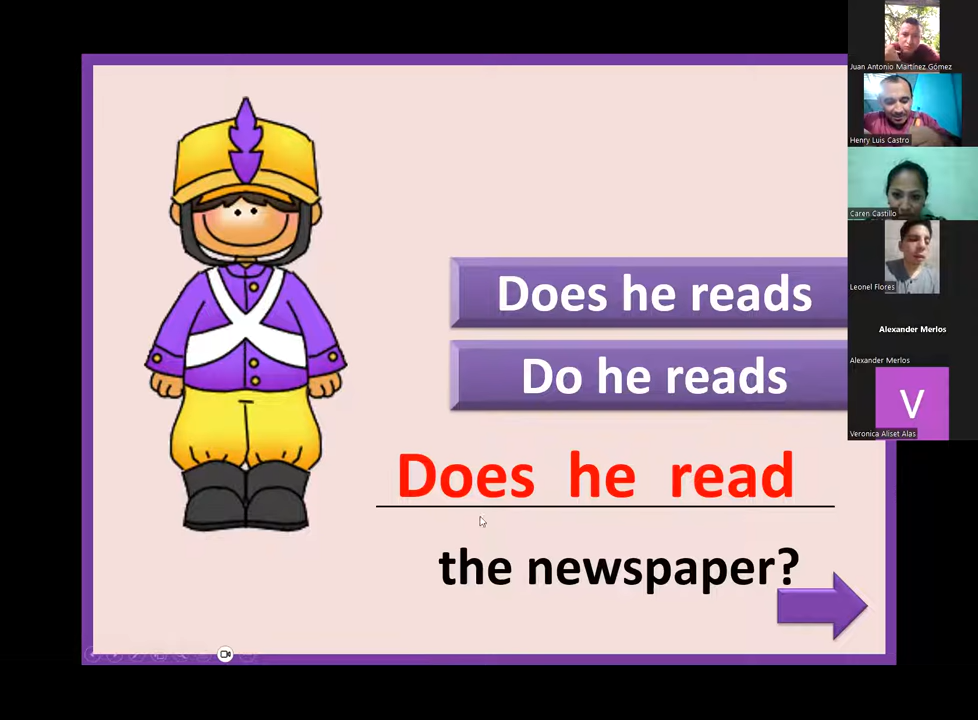 Does he reads
Do he reads
Does he read
the newspaper?
Juan Antonio Martínez Gómez
Henry Luis Castro
Caren Castillo
Leonel Flores
Alexander Merlos
Alexander Merlos
V
Veronica Aliset Alas